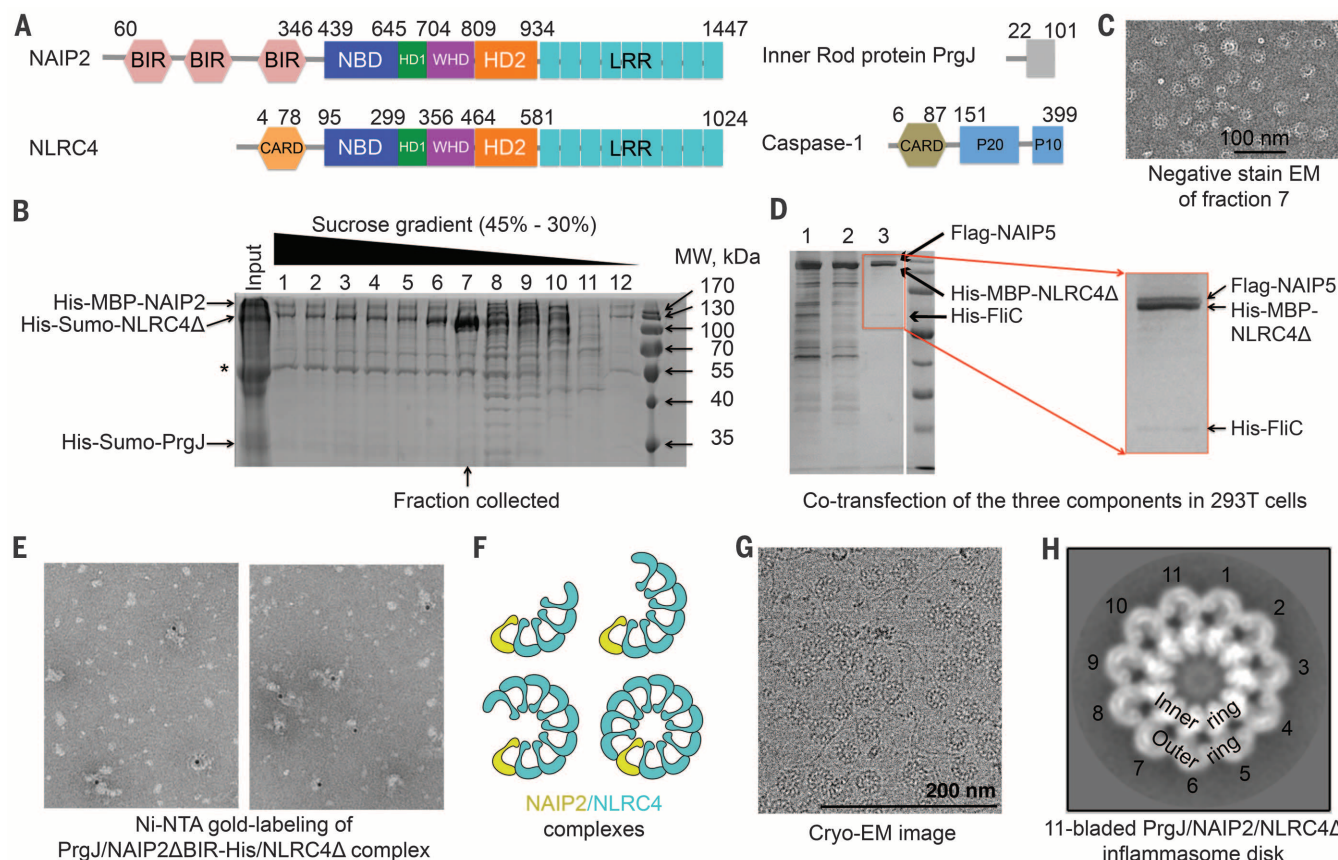 A
60 346 439 645 704 809 934 1447
NAIP2 BIR BIR BIR NBD HD1 WHD HD2 LRR
4 78 95 299 356 464 581 1024
NLRC4 CARD NBD HD1 WHD HD2 LRR
22 101
Inner Rod protein PrgJ
6 87 151 399
Caspase-1 CARD P20 P10
C
100 nm
Negative stain EM
of fraction 7
B
Sucrose gradient (45% - 30%)
Input 1 2 3 4 5 6 7 8 9 10 11 12
MW, kDa
His-MBP-NAIP2
His-Sumo-NLRC4Δ
*
His-Sumo-PrgJ
170
130
100
70
55
40
35
Fraction collected
D
1 2 3
Flag-NAIP5
His-MBP-NLRC4Δ
His-FliC
Flag-NAIP5
His-MBP-
NLRC4Δ
His-FliC
Co-transfection of the three components in 293T cells
E
Ni-NTA gold-labeling of
PrgJ/NAIP2ΔBIR-His/NLRC4Δ complex
F
NAIP2/NLRC4
complexes
G
200 nm
Cryo-EM image
H
11 1
10 2
9 3
8 4
7 6 5
Inner ring
Outer ring
11-bladed PrgJ/NAIP2/NLRC4Δ
inflammasome disk